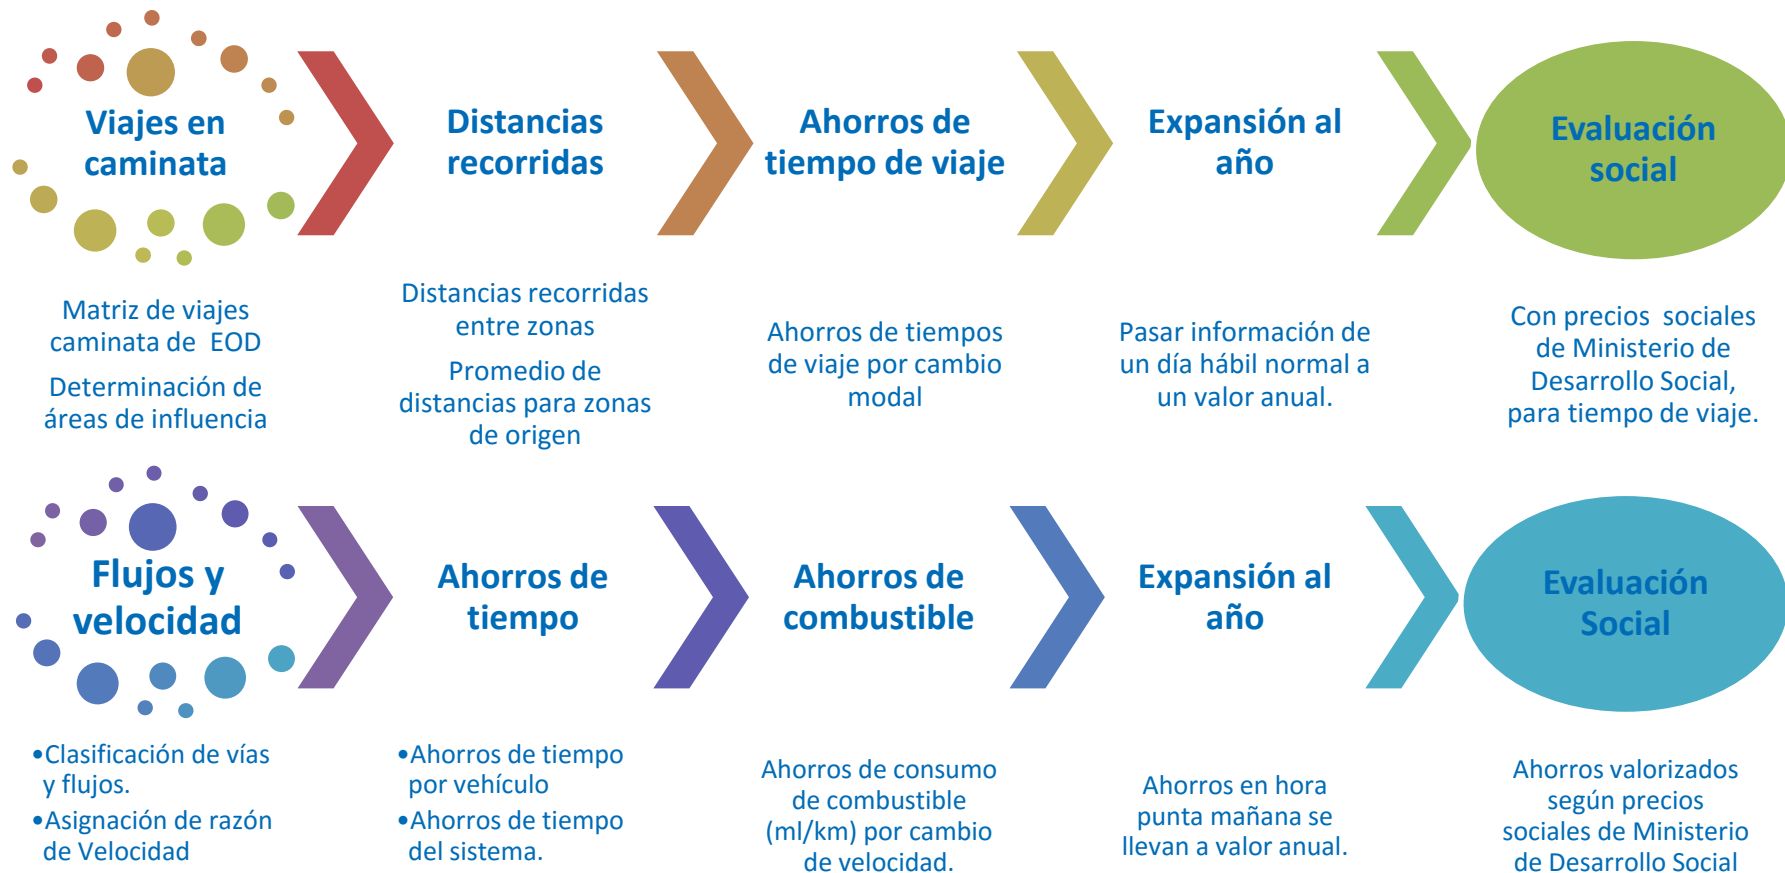 Viajes en
caminata
Distancias
recorridas
Ahorros de
tiempo de viaje
Expansión al
año
Evaluación
social
Matriz de viajes
caminata de  EOD
Determinación de
áreas de influencia
Distancias recorridas
entre zonas
Promedio de
distancias para zonas
de origen
Ahorros de tiempos
de viaje por cambio
modal
Pasar información de
un día hábil normal a
un valor anual.
Con precios  sociales
de Ministerio de
Desarrollo Social,
para tiempo de viaje.
Flujos y
velocidad
Ahorros de
tiempo
Ahorros de
combustible
Expansión al
año
Evaluación
Social
•Clasificación de vías
y flujos.
•Asignación de razón
de Velocidad
•Ahorros de tiempo
por vehículo
•Ahorros de tiempo
del sistema.
Ahorros de consumo
de combustible
(ml/km) por cambio
de velocidad.
Ahorros en hora
punta mañana se
llevan a valor anual.
Ahorros valorizados
según precios
sociales de Ministerio
de Desarrollo Social